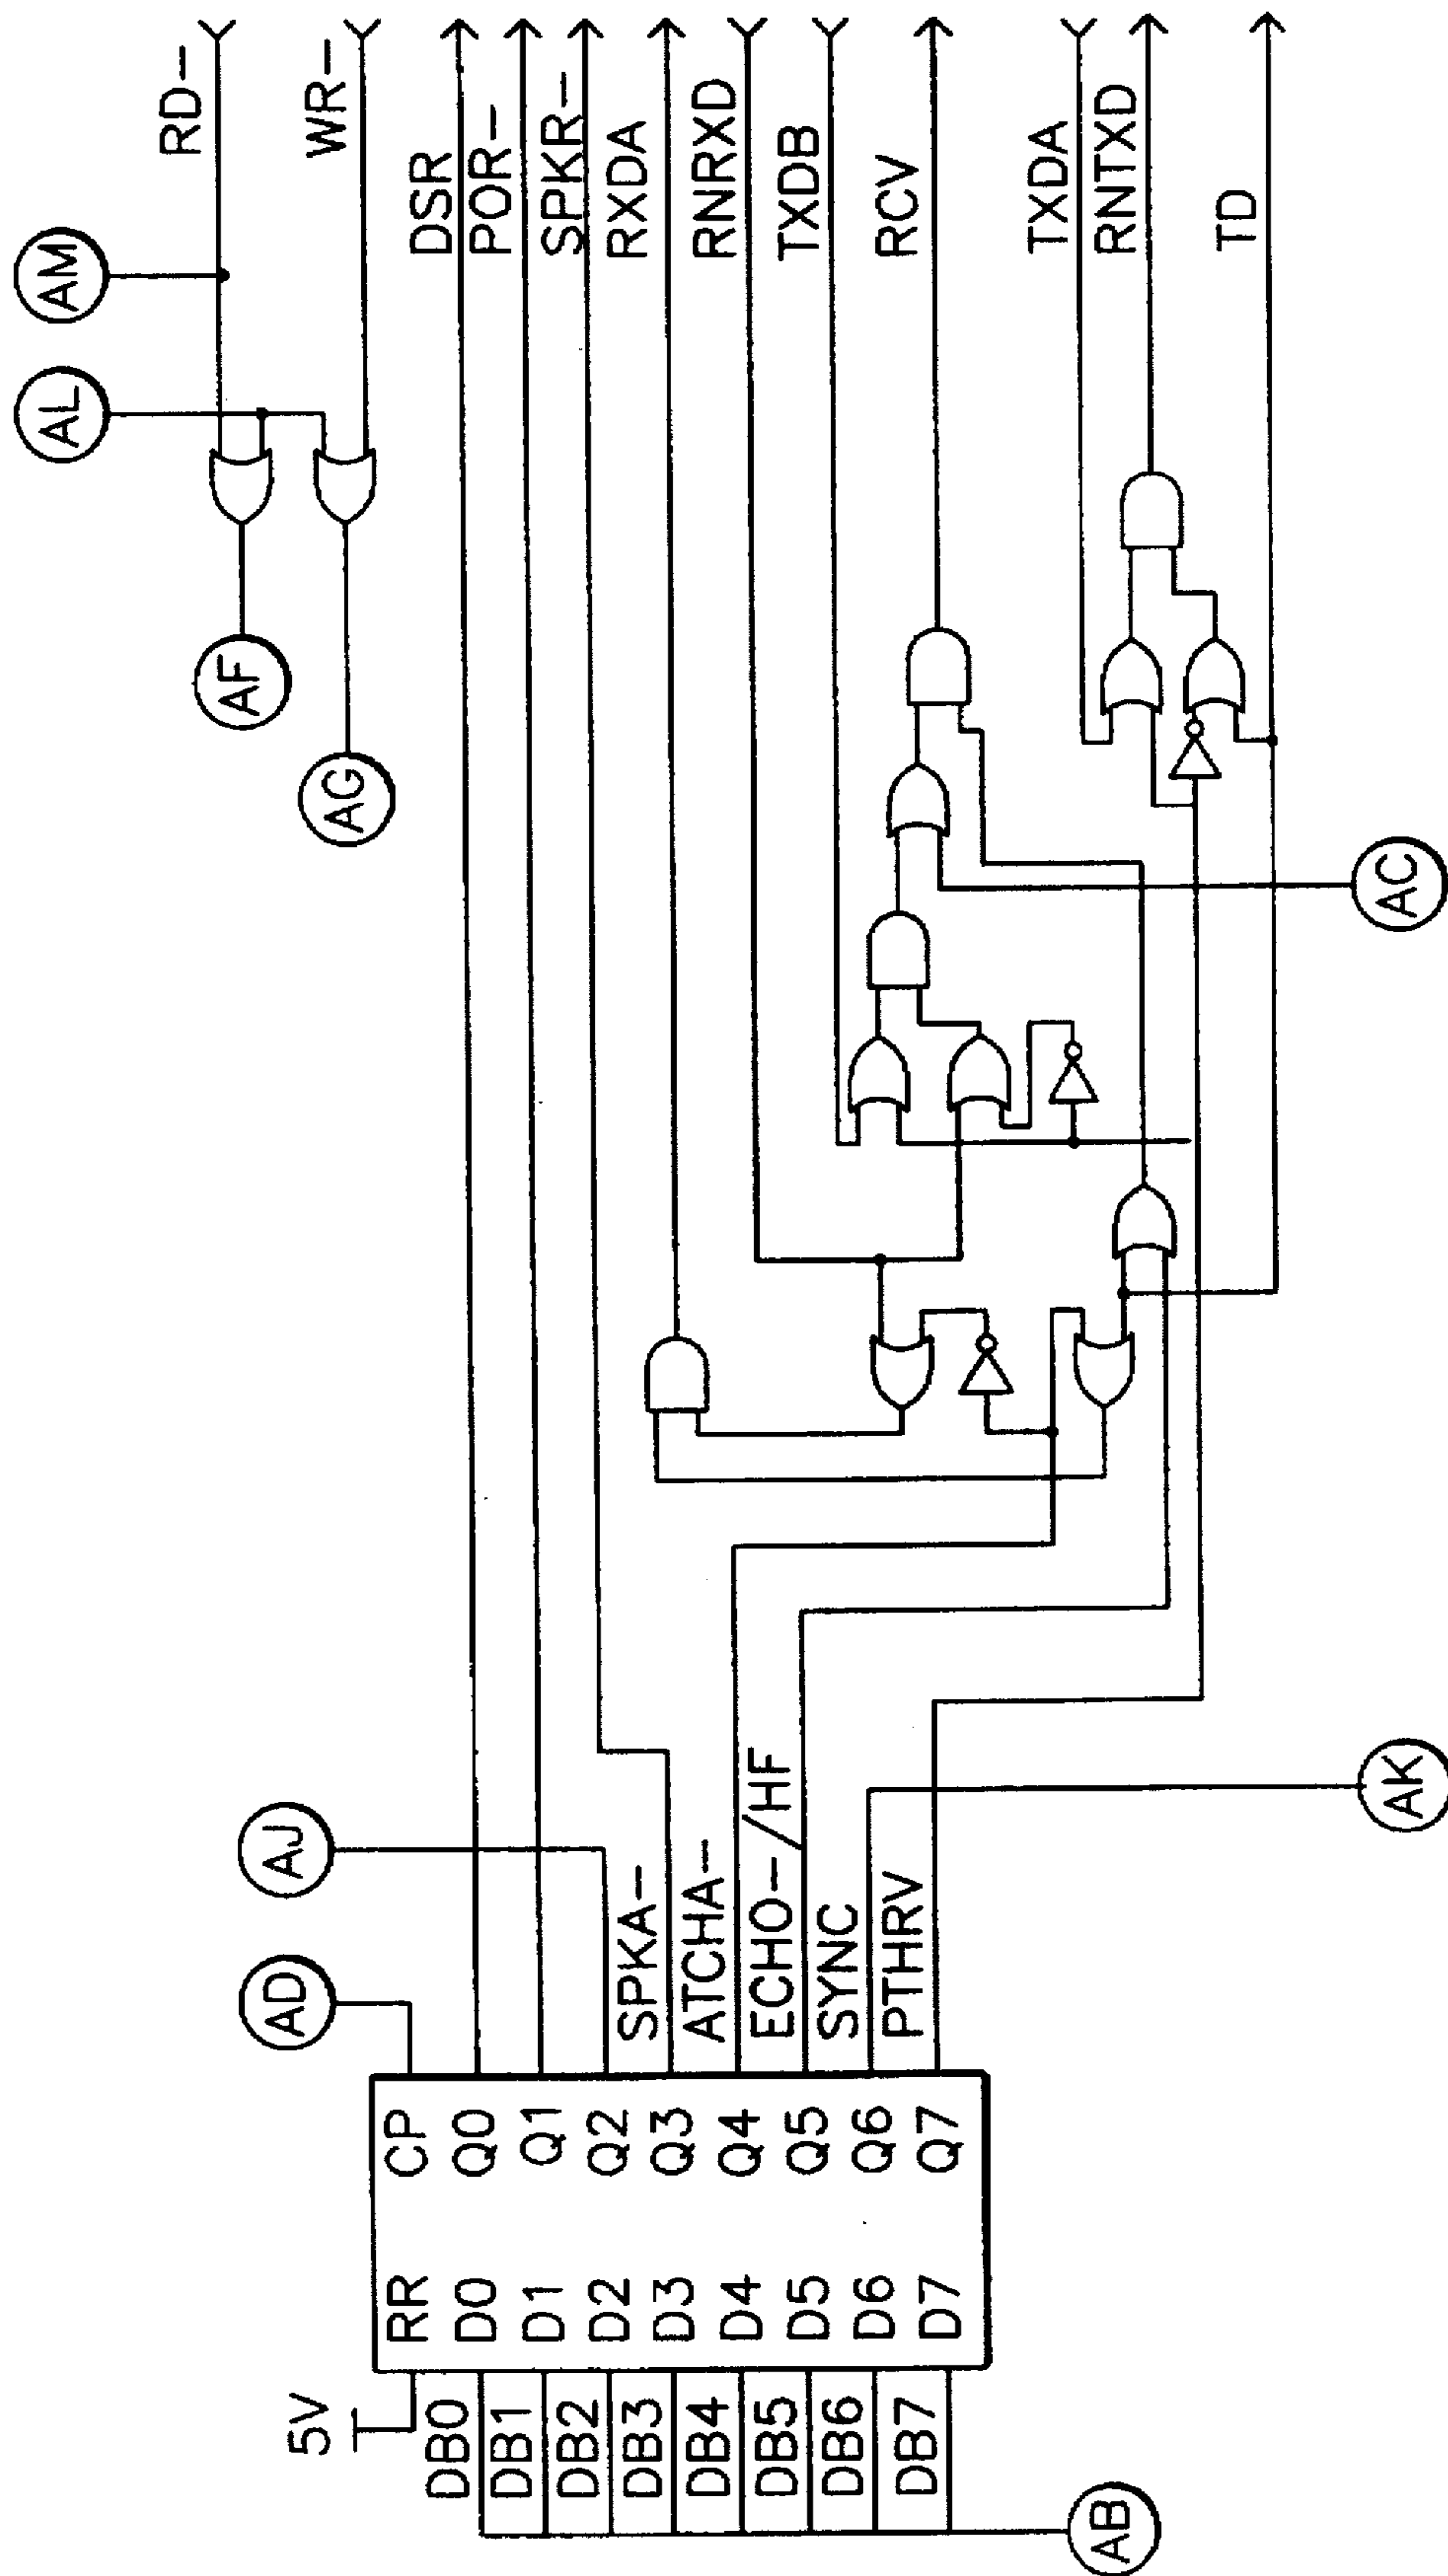 5V
DB0
DB1
DB2
DB3
DB4
DB5
DB6
DB7
AB
RR CP
D0 Q0
D1 Q1
D2 Q2
D3 Q3
D4 Q4
D5 Q5
D6 Q6
D7 Q7
AD
AJ
SPKA-
ATCHA-
ECHO-/HF
SYNC
PTHRV
AK
AC
AF
AG
AL
AM
RD-
WR-
DSR
POR-
SPKR-
RXDA
RNRXD
TXDB
RCV
TXDA
RNTXD
TD